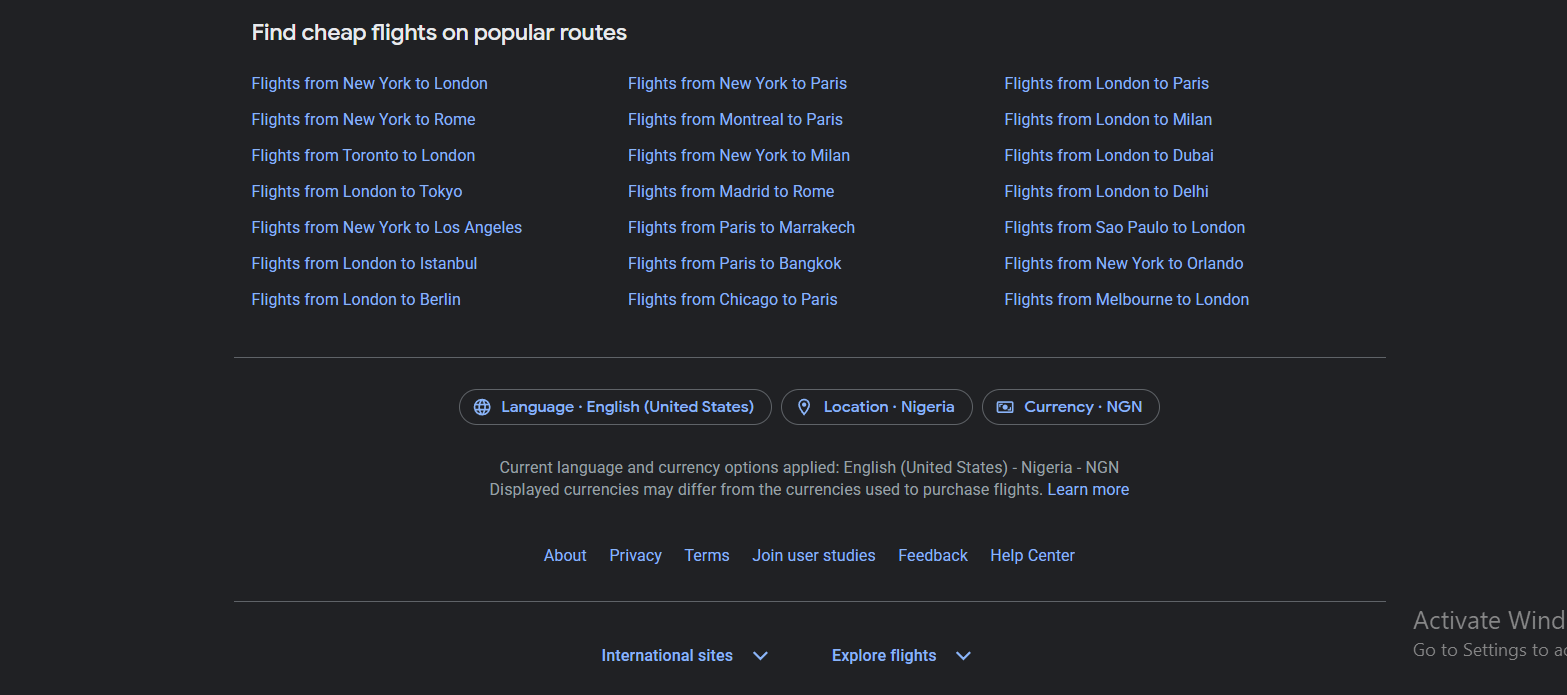 Find cheap flights on popular routes
Flights from New York to London
Flights from New York to Paris
Flights from London to Paris
Flights from New York to Rome
Flights from Montreal to Paris
Flights from London to Milan
Flights from Toronto to London
Flights from New York to Milan
Flights from London to Dubai
Flights from London to Tokyo
Flights from Madrid to Rome
Flights from London to Delhi
Flights from New York to Los Angeles
Flights from Paris to Marrakech
Flights from Sao Paulo to London
Flights from London to Istanbul
Flights from Paris to Bangkok
Flights from New York to Orlando
Flights from London to Berlin
Flights from Chicago to Paris
Flights from Melbourne to London
Language · English (United States)
Location · Nigeria
Currency · NGN
Current language and currency options applied: English (United States) - Nigeria - NGN
Displayed currencies may differ from the currencies used to purchase flights. Learn more
About Privacy Terms Join user studies Feedback Help Center
International sites
Explore flights
Activate Wind
Go to Settings to